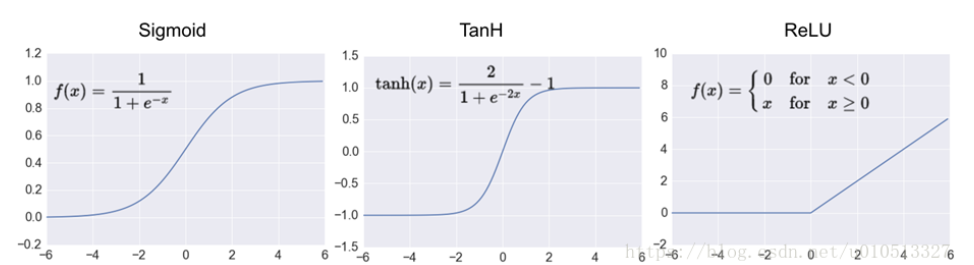 Sigmoid
1.2
1.0
0.8
0.6
0.4
0.2
0.0
−0.2
−6 −4 −2 0 2 4 6
f(x) = 1 / (1 + e^{−x})
TanH
1.5
1.0
0.5
0.0
−0.5
−1.0
−1.5
−6 −4 −2 0 2 4 6
tanh(x) = 2 / (1 + e^{−2x}) − 1
ReLU
10
8
6
4
2
0
−2
−6 −4 −2 0 2 4 6
f(x) = { 0 for x < 0
x for x ≥ 0
https://blog.csdn.net/u010513327